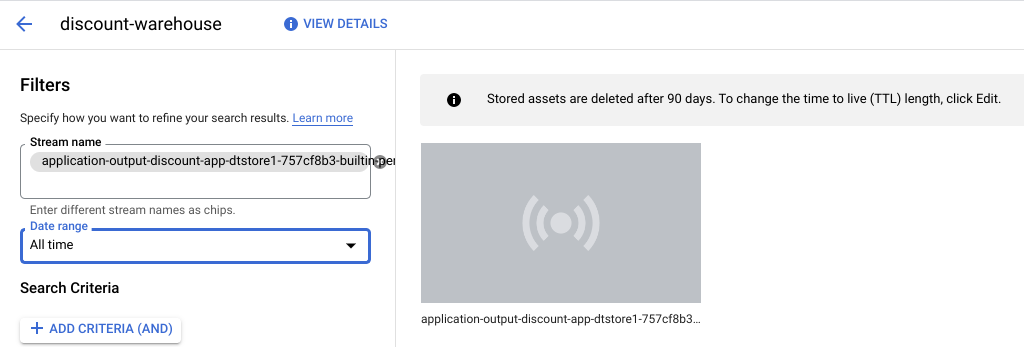 discount-warehouse
VIEW DETAILS
Filters
Specify how you want to refine your search results. Learn more
Stream name
application-output-discount-app-dtstore1-757cf8b3-builtin-per
Enter different stream names as chips.
Date range
All time
Search Criteria
ADD CRITERIA (AND)
Stored assets are deleted after 90 days. To change the time to live (TTL) length, click Edit.
application-output-discount-app-dtstore1-757cf8b3...